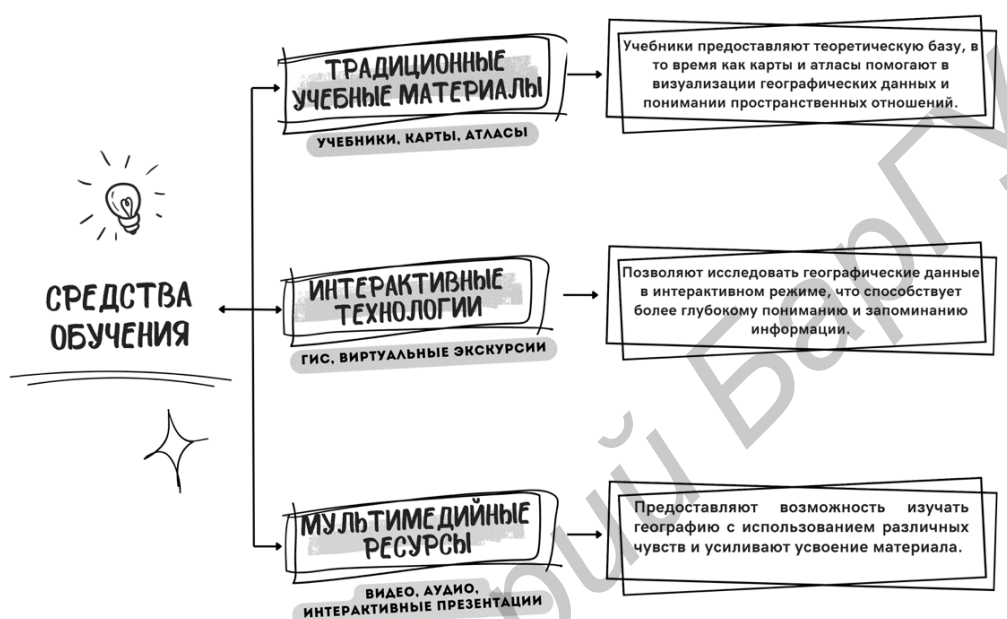 СРЕДСТВА
ОБУЧЕНИЯ
ТРАДИЦИОННЫЕ
УЧЕБНЫЕ МАТЕРИАЛЫ
УЧЕБНИКИ, КАРТЫ, АТЛАСЫ
Учебники предоставляют теоретическую базу, в
то время как карты и атласы помогают в
визуализации географических данных и
понимании пространственных отношений.
ИНТЕРАКТИВНЫЕ
ТЕХНОЛОГИИ
ГИС, ВИРТУАЛЬНЫЕ ЭКСКУРСИИ
Позволяют исследовать географические данные
в интерактивном режиме, что способствует
более глубокому пониманию и запоминанию
информации.
МУЛЬТИМЕДИЙНЫЕ
РЕСУРСЫ
ВИДЕО, АУДИО,
ИНТЕРАКТИВНЫЕ ПРЕЗЕНТАЦИИ
Предоставляют возможность изучать
географию с использованием различных
чувств и усиливают усвоение материала.